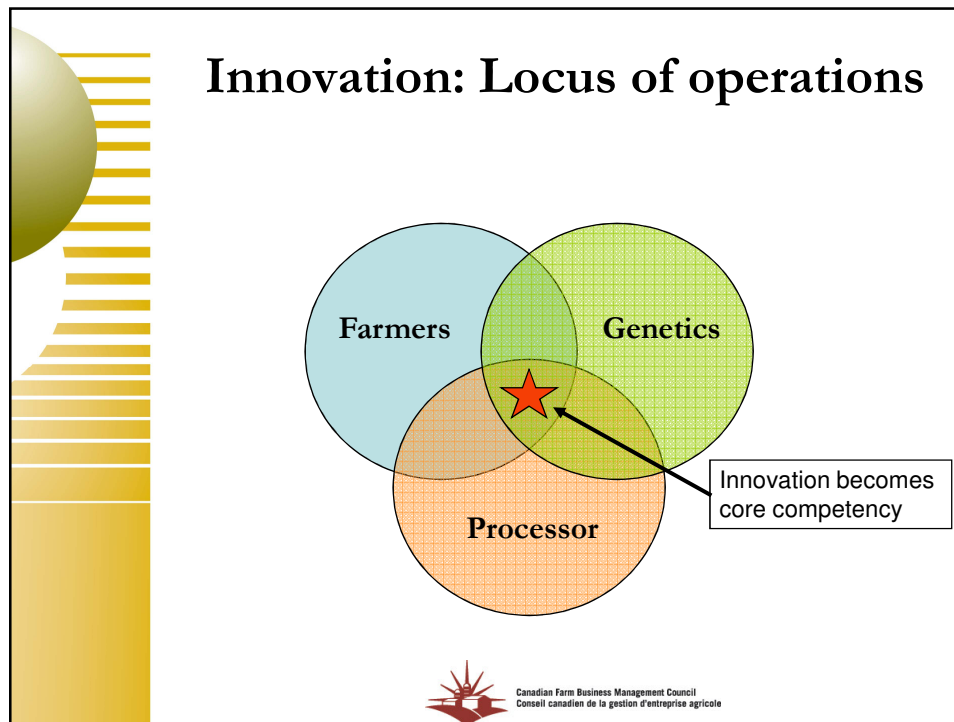 Innovation: Locus of operations
Farmers
Genetics
Processor
Innovation becomes
core competency
Canadian Farm Business Management Council
Conseil canadien de la gestion d'entreprise agricole